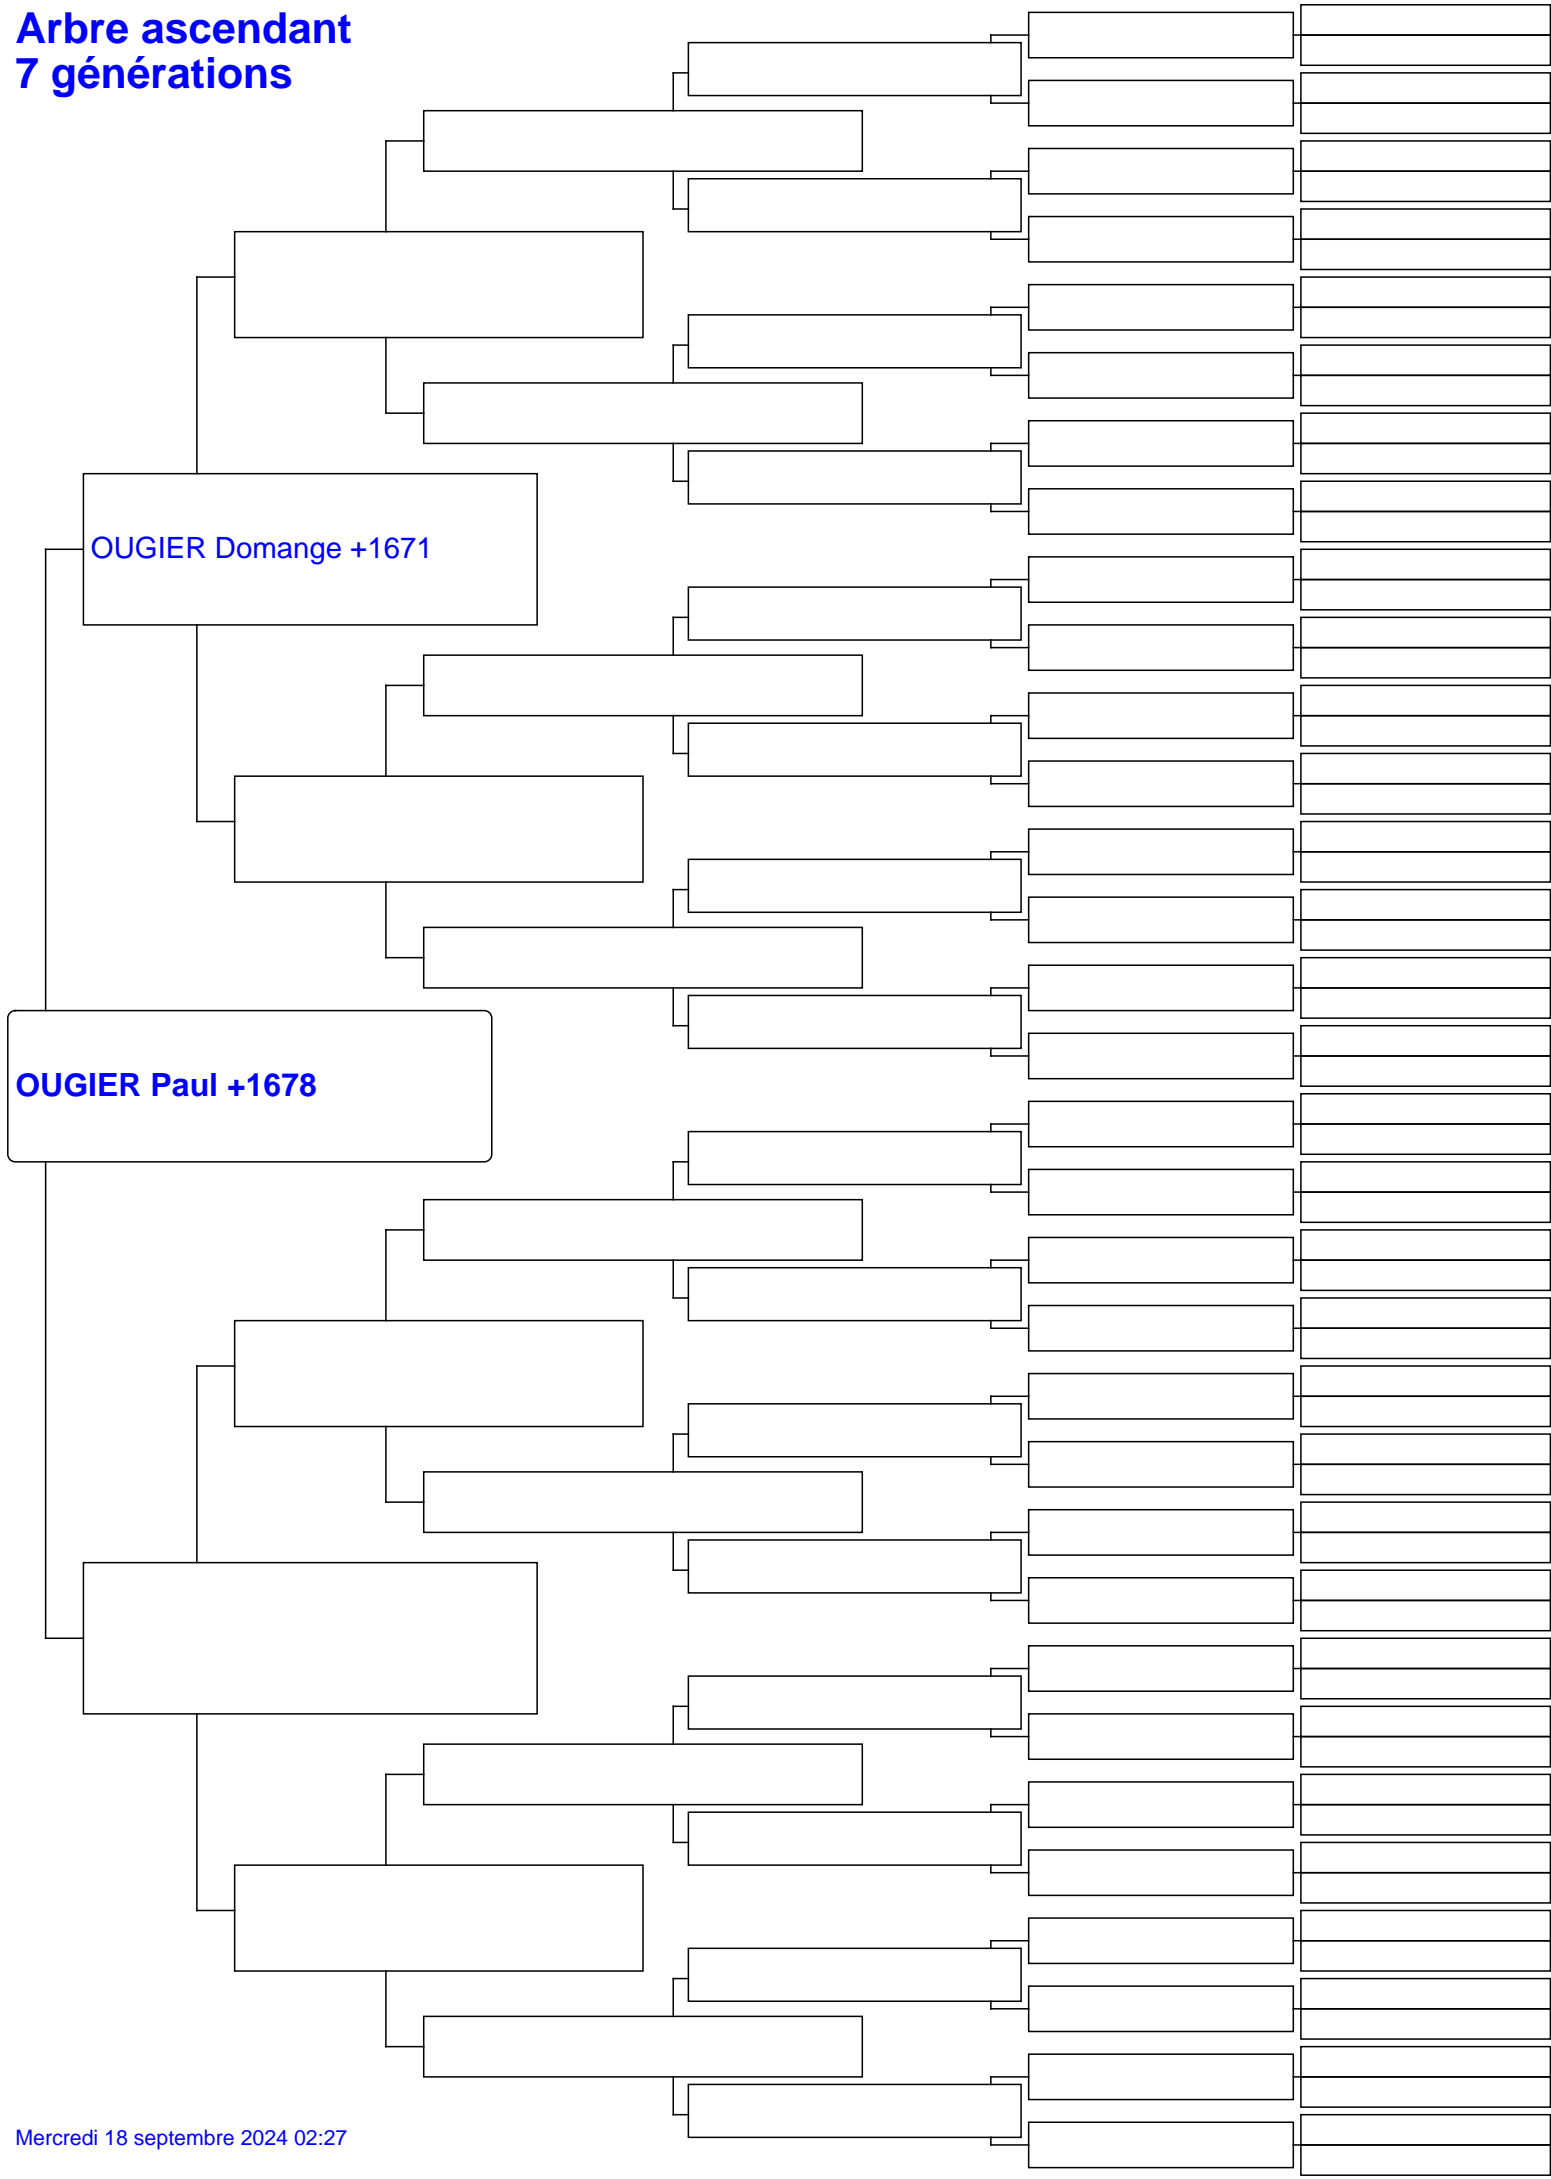 Arbre ascendant
7 générations
OUGIER Domange +1671
OUGIER Paul +1678
Mercredi 18 septembre 2024 02:27